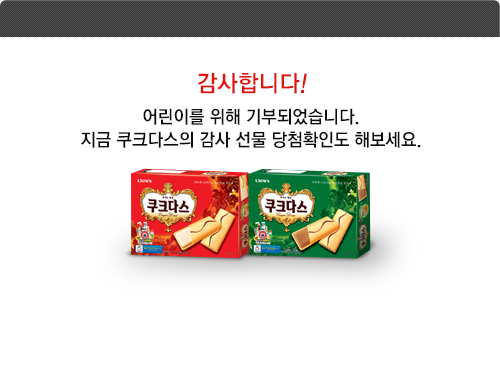 감사합니다!
어린이를 위해 기부되었습니다.
지금 쿠크다스의 감사 선물 당첨확인도 해보세요.
CROWN
쿠크다스
CROWN
쿠크다스